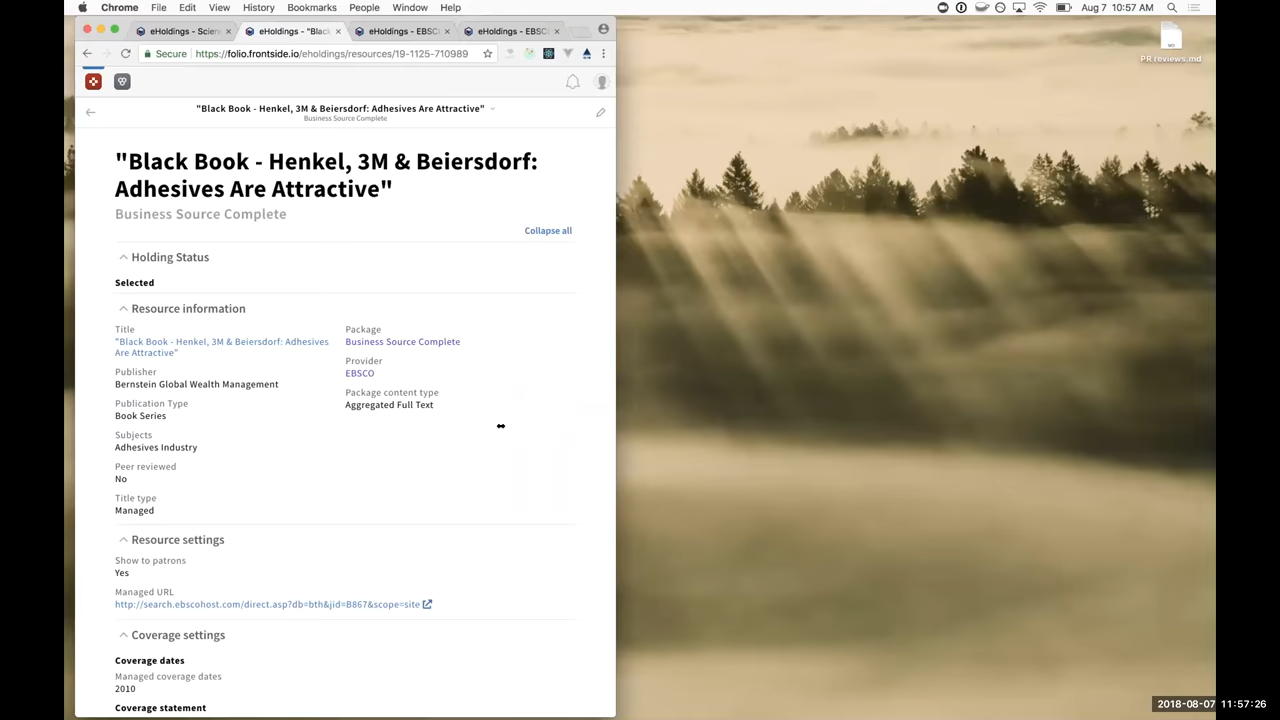 Chrome File Edit View History Bookmarks People Window Help Aug 7 10:57 AM
eHoldings - Scien
eHoldings - "Black
eHoldings - EBSC
eHoldings - EBSC
Secure https://folio.frontside.io/eholdings/resources/19-1125-710989
PR reviews.md
"Black Book - Henkel, 3M & Beiersdorf: Adhesives Are Attractive"
Business Source Complete
"Black Book - Henkel, 3M & Beiersdorf:
Adhesives Are Attractive"
Business Source Complete
Collapse all
Holding Status
Selected
Resource information
Title
"Black Book - Henkel, 3M & Beiersdorf: Adhesives
Are Attractive"
Publisher
Bernstein Global Wealth Management
Publication Type
Book Series
Subjects
Adhesives Industry
Peer reviewed
No
Title type
Managed
Package
Business Source Complete
Provider
EBSCO
Package content type
Aggregated Full Text
Resource settings
Show to patrons
Yes
Managed URL
http://search.ebscohost.com/direct.asp?db=bth&jid=B867&scope=site
Coverage settings
Coverage dates
Managed coverage dates
2010
Coverage statement
2018-08-07 11:57:26